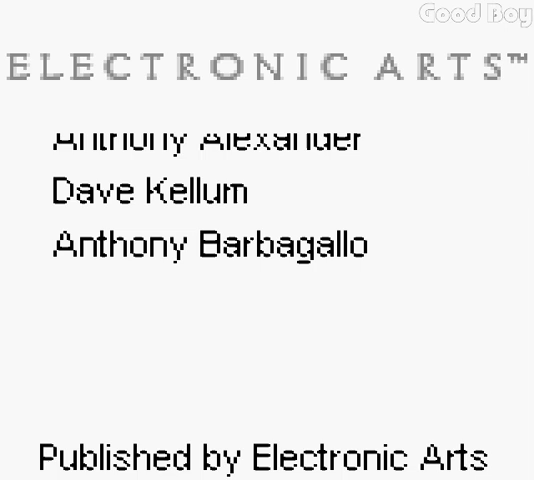 Good Boy
ELECTRONIC ARTS™
Anthony Alexander
Dave Kellum
Anthony Barbagallo
Published by Electronic Arts